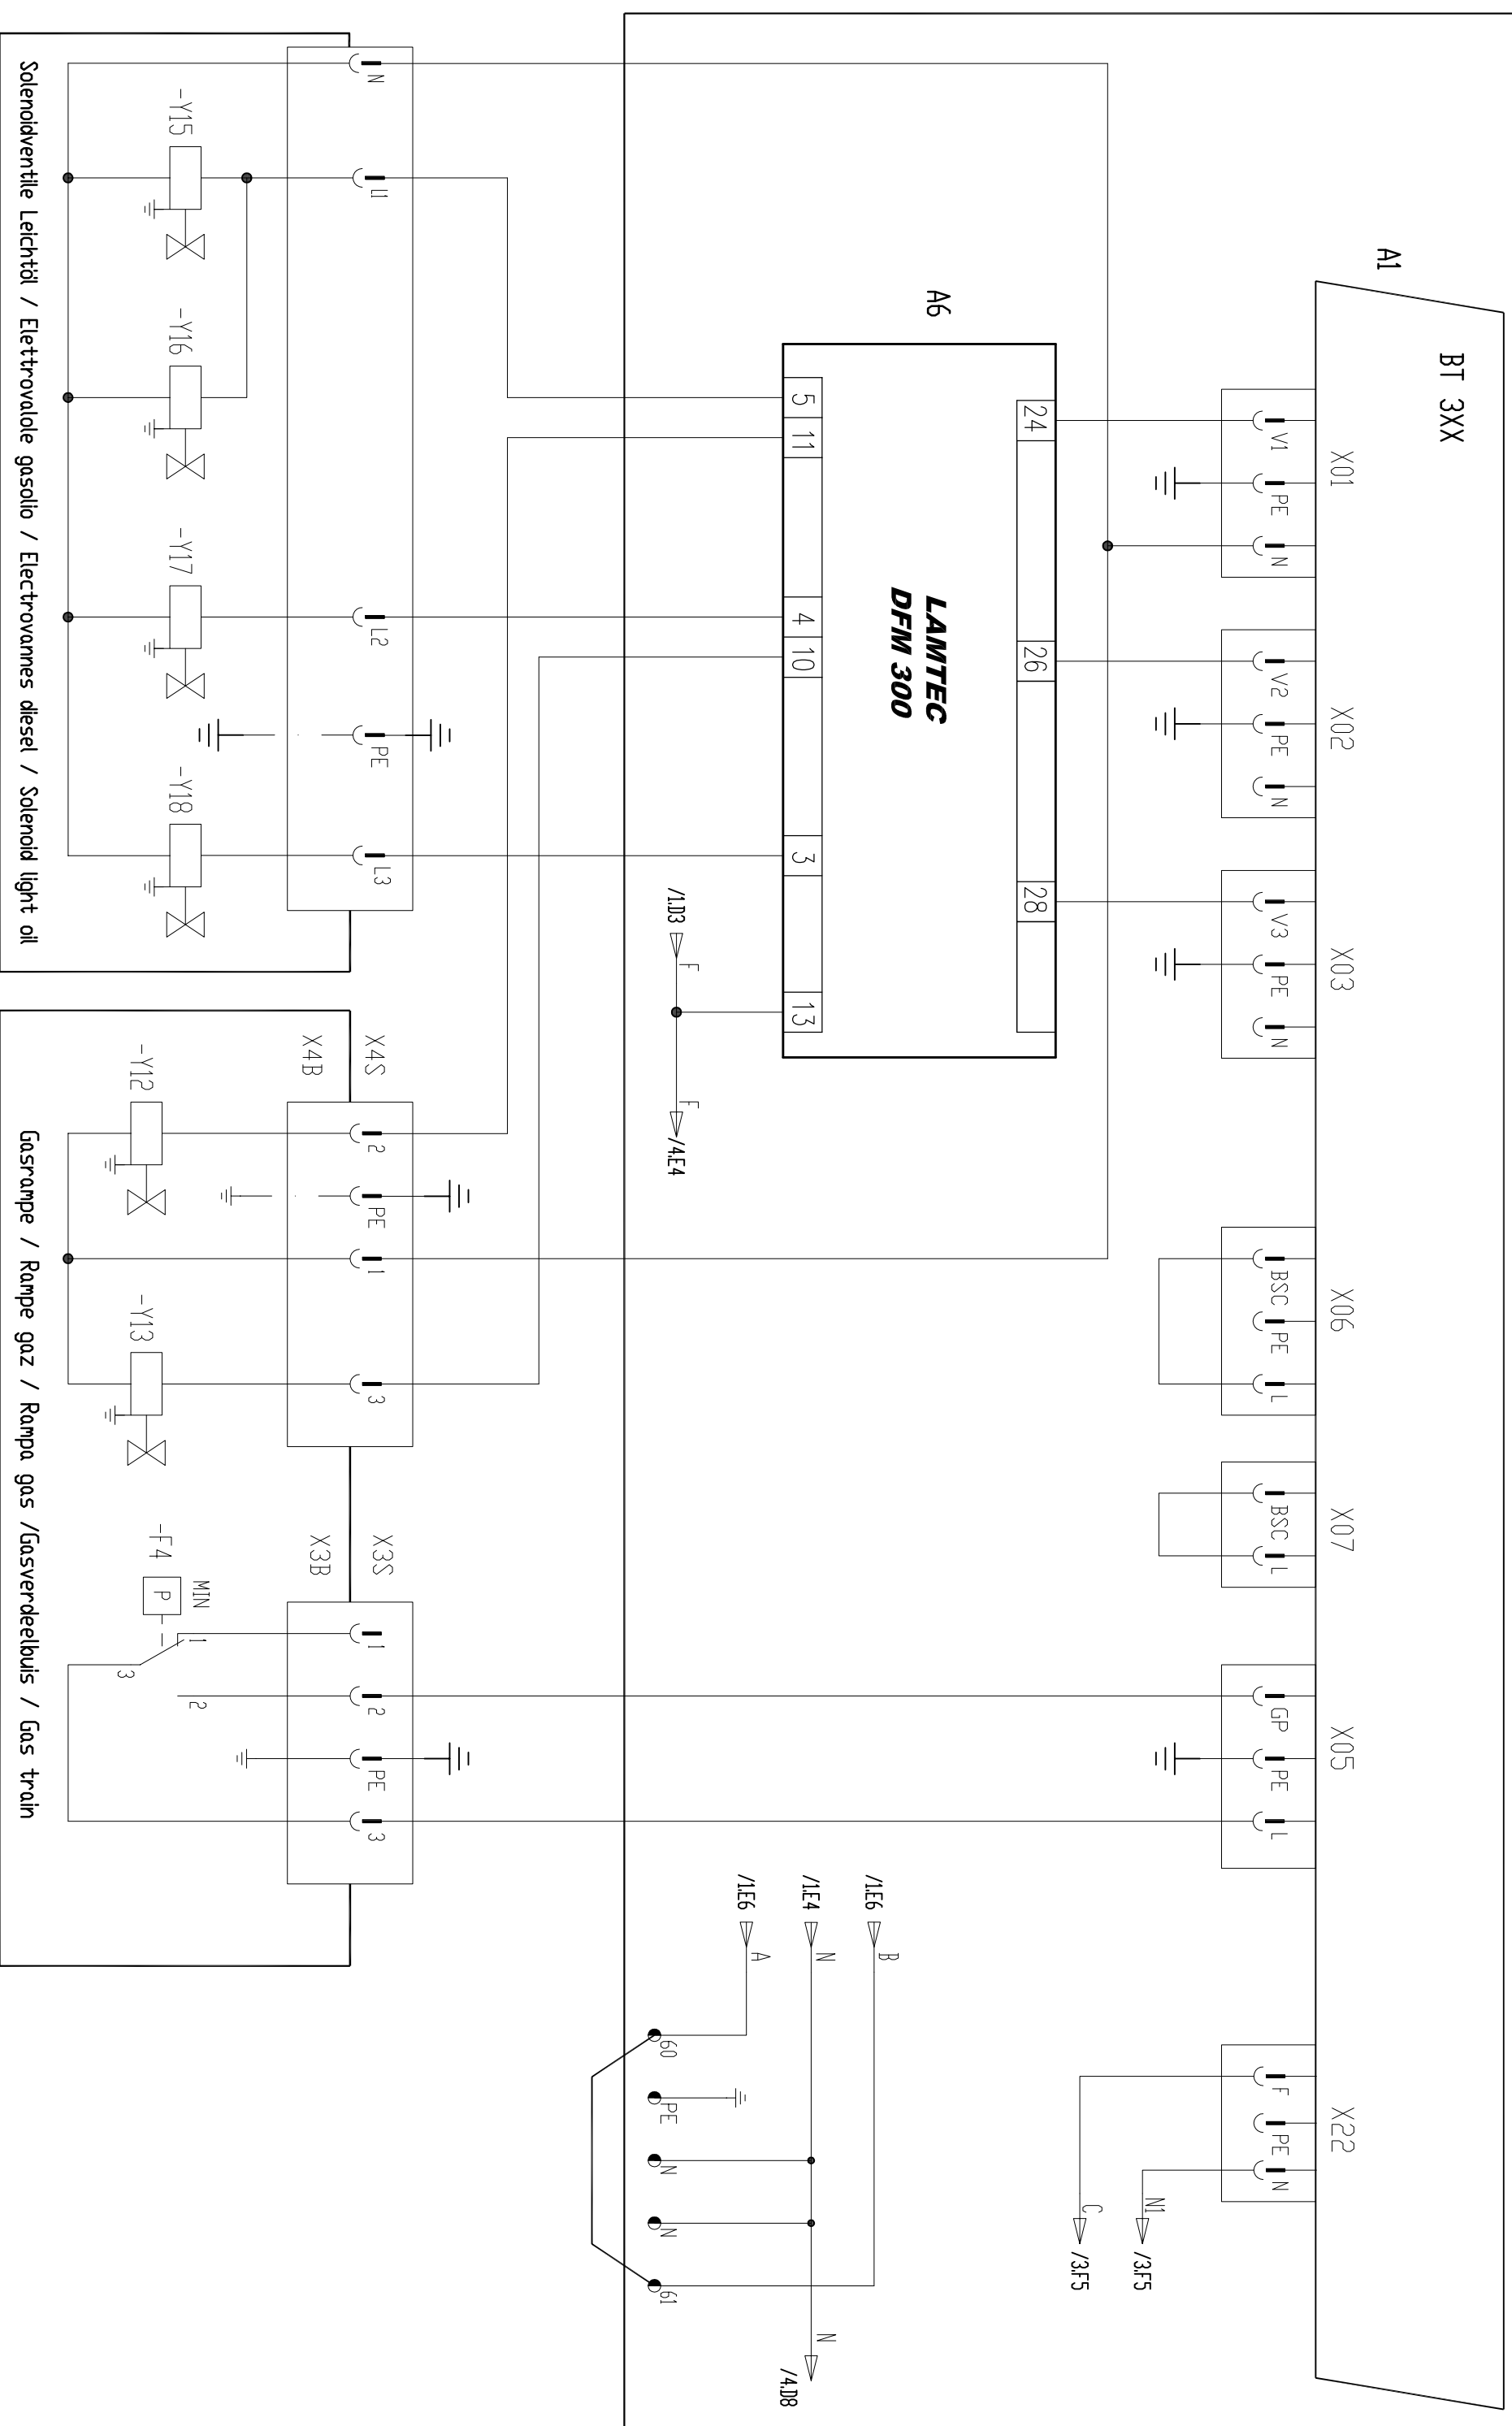 A1
BT 3XX
X01
X02
X03
X06
X07
X05
X22
V1 PE N
V2 PE N
V3 PE N
BSC PE L
BSC L
GP PE L
F PE N
N1 /3.F5
C /3.F5
A6
24 26 28
LAMTEC
DFM 300
5 11 4 10 3 13
/1.D3 F F /4.E4
/1.E6 B
/1.E4 N N /4.D8
/1.E6 A
60 PE N N 61
N L1 L2 PE L3
X4S
X4B
2 PE 1 3
X3S
X3B
1 2 PE 3
-Y15
-Y16
-Y17
-Y18
-Y12
-Y13
MIN
-F4
P
1
2
3
Solenoidventile Leichtöl / Elettrovalole gasolio / Electrovannes diesel / Solenoid light oil
Gasrampe / Rampe gaz / Rampa gas /Gasverdeelbuis / Gas train